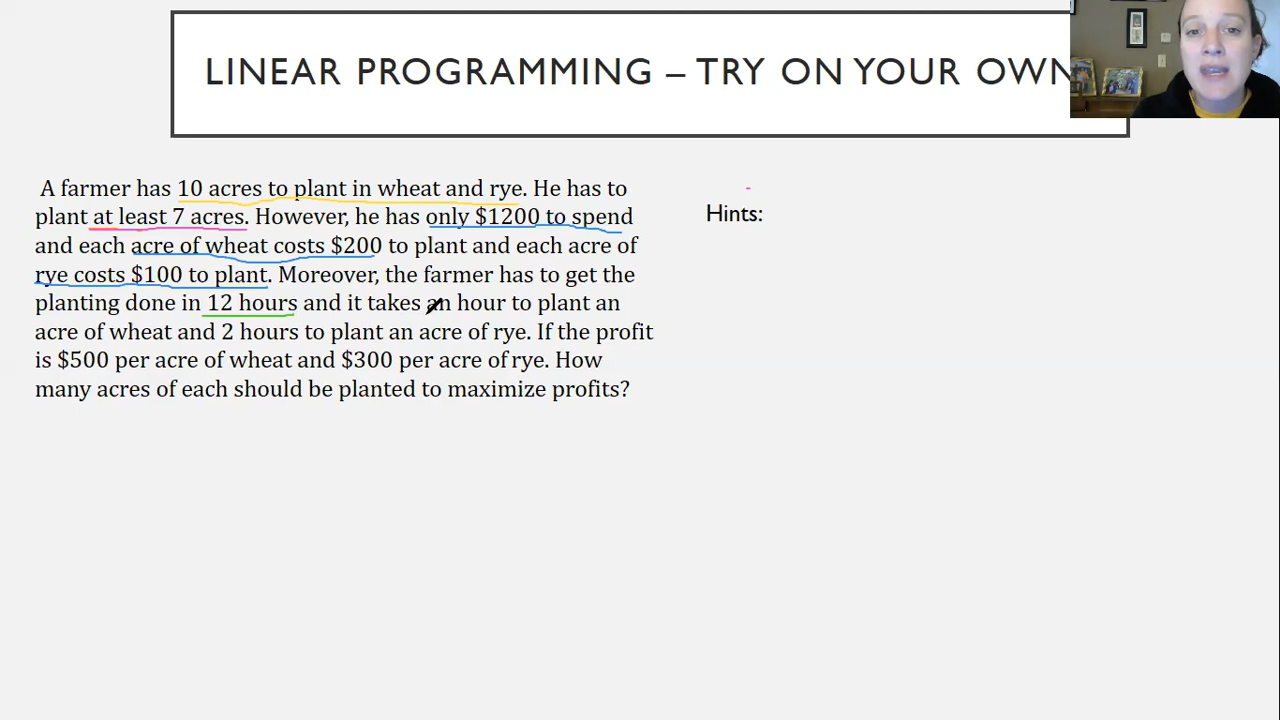 LINEAR PROGRAMMING – TRY ON YOUR OWN
A farmer has 10 acres to plant in wheat and rye. He has to
plant at least 7 acres. However, he has only $1200 to spend
and each acre of wheat costs $200 to plant and each acre of
rye costs $100 to plant. Moreover, the farmer has to get the
planting done in 12 hours and it takes an hour to plant an
acre of wheat and 2 hours to plant an acre of rye. If the profit
is $500 per acre of wheat and $300 per acre of rye. How
many acres of each should be planted to maximize profits?
Hints: